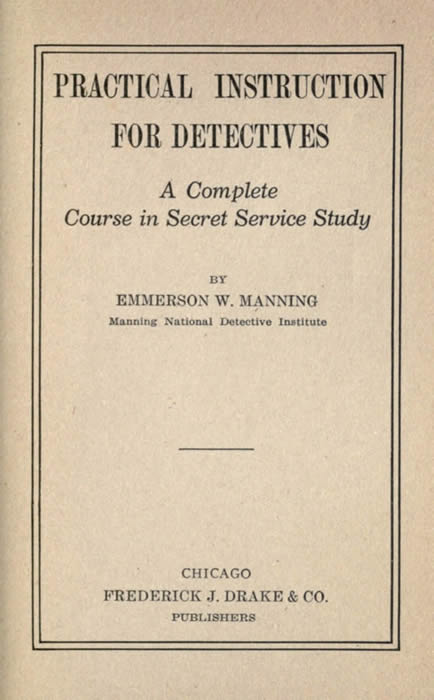 PRACTICAL INSTRUCTION
FOR DETECTIVES
A Complete
Course in Secret Service Study
BY
EMMERSON W. MANNING
Manning National Detective Institute
CHICAGO
FREDERICK J. DRAKE & CO.
PUBLISHERS